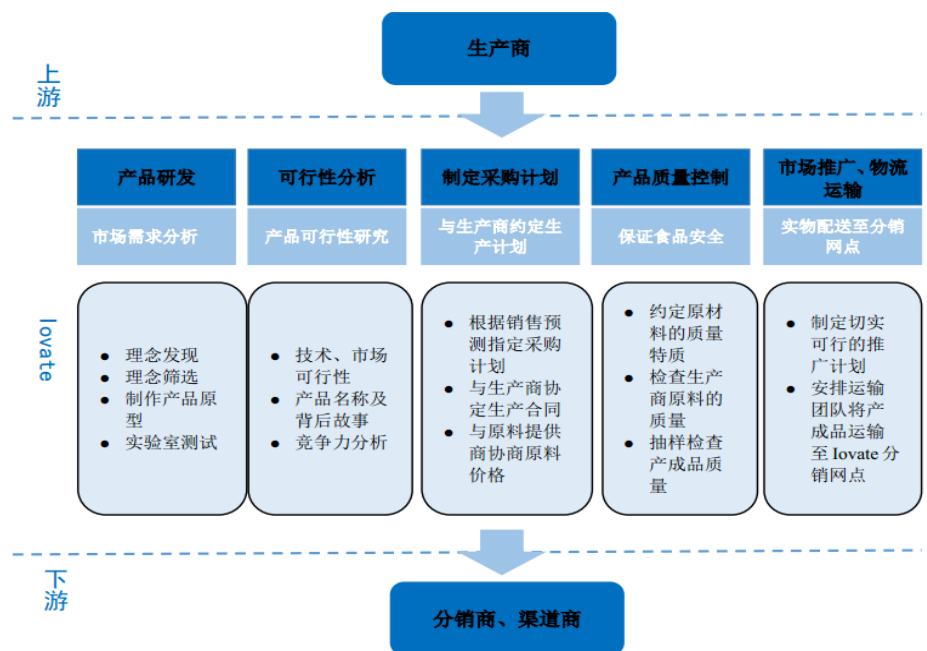 生产商
上
游
产品研发
可行性分析
制定采购计划
产品质量控制
市场推广、物流
运输
市场需求分析
产品可行性研究
与生产商约定生
产计划
保证食品安全
实物配送至分销
网点
Iovate
● 理念发现
● 理念筛选
● 制作产品原
型
● 实验室测试
● 技术、市场
可行性
● 产品名称及
背后故事
● 竞争力分析
● 根据销售预
测指定采购
计划
● 与生产商协
定生产合同
● 与原料提供
商协商原料
价格
● 约定原材
料的质量
特质
● 检查生产
商原料的
质量
● 抽样检查
产成品质
量
● 制定切实
可行的推
广计划
● 安排运输
团队将产
成品运输
至 Iovate 分
销网点
下
游
分销商、渠道商